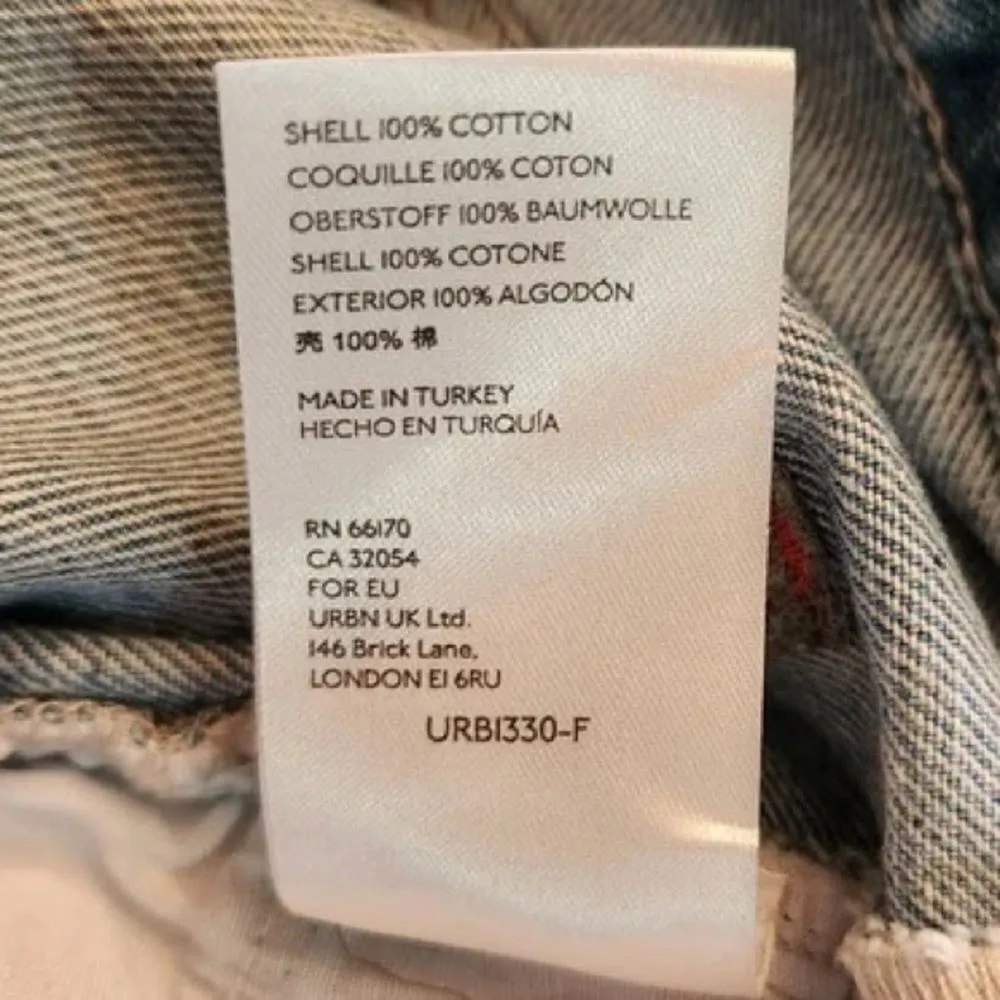 SHELL 100% COTTON
COQUILLE 100% COTON
OBERSTOFF 100% BAUMWOLLE
SHELL 100% COTONE
EXTERIOR 100% ALGODÓN
亮 100% 棉
MADE IN TURKEY
HECHO EN TURQUÍA
RN 66170
CA 32054
FOR EU
URBN UK Ltd.
146 Brick Lane,
LONDON E1 6RU
URB1330-F